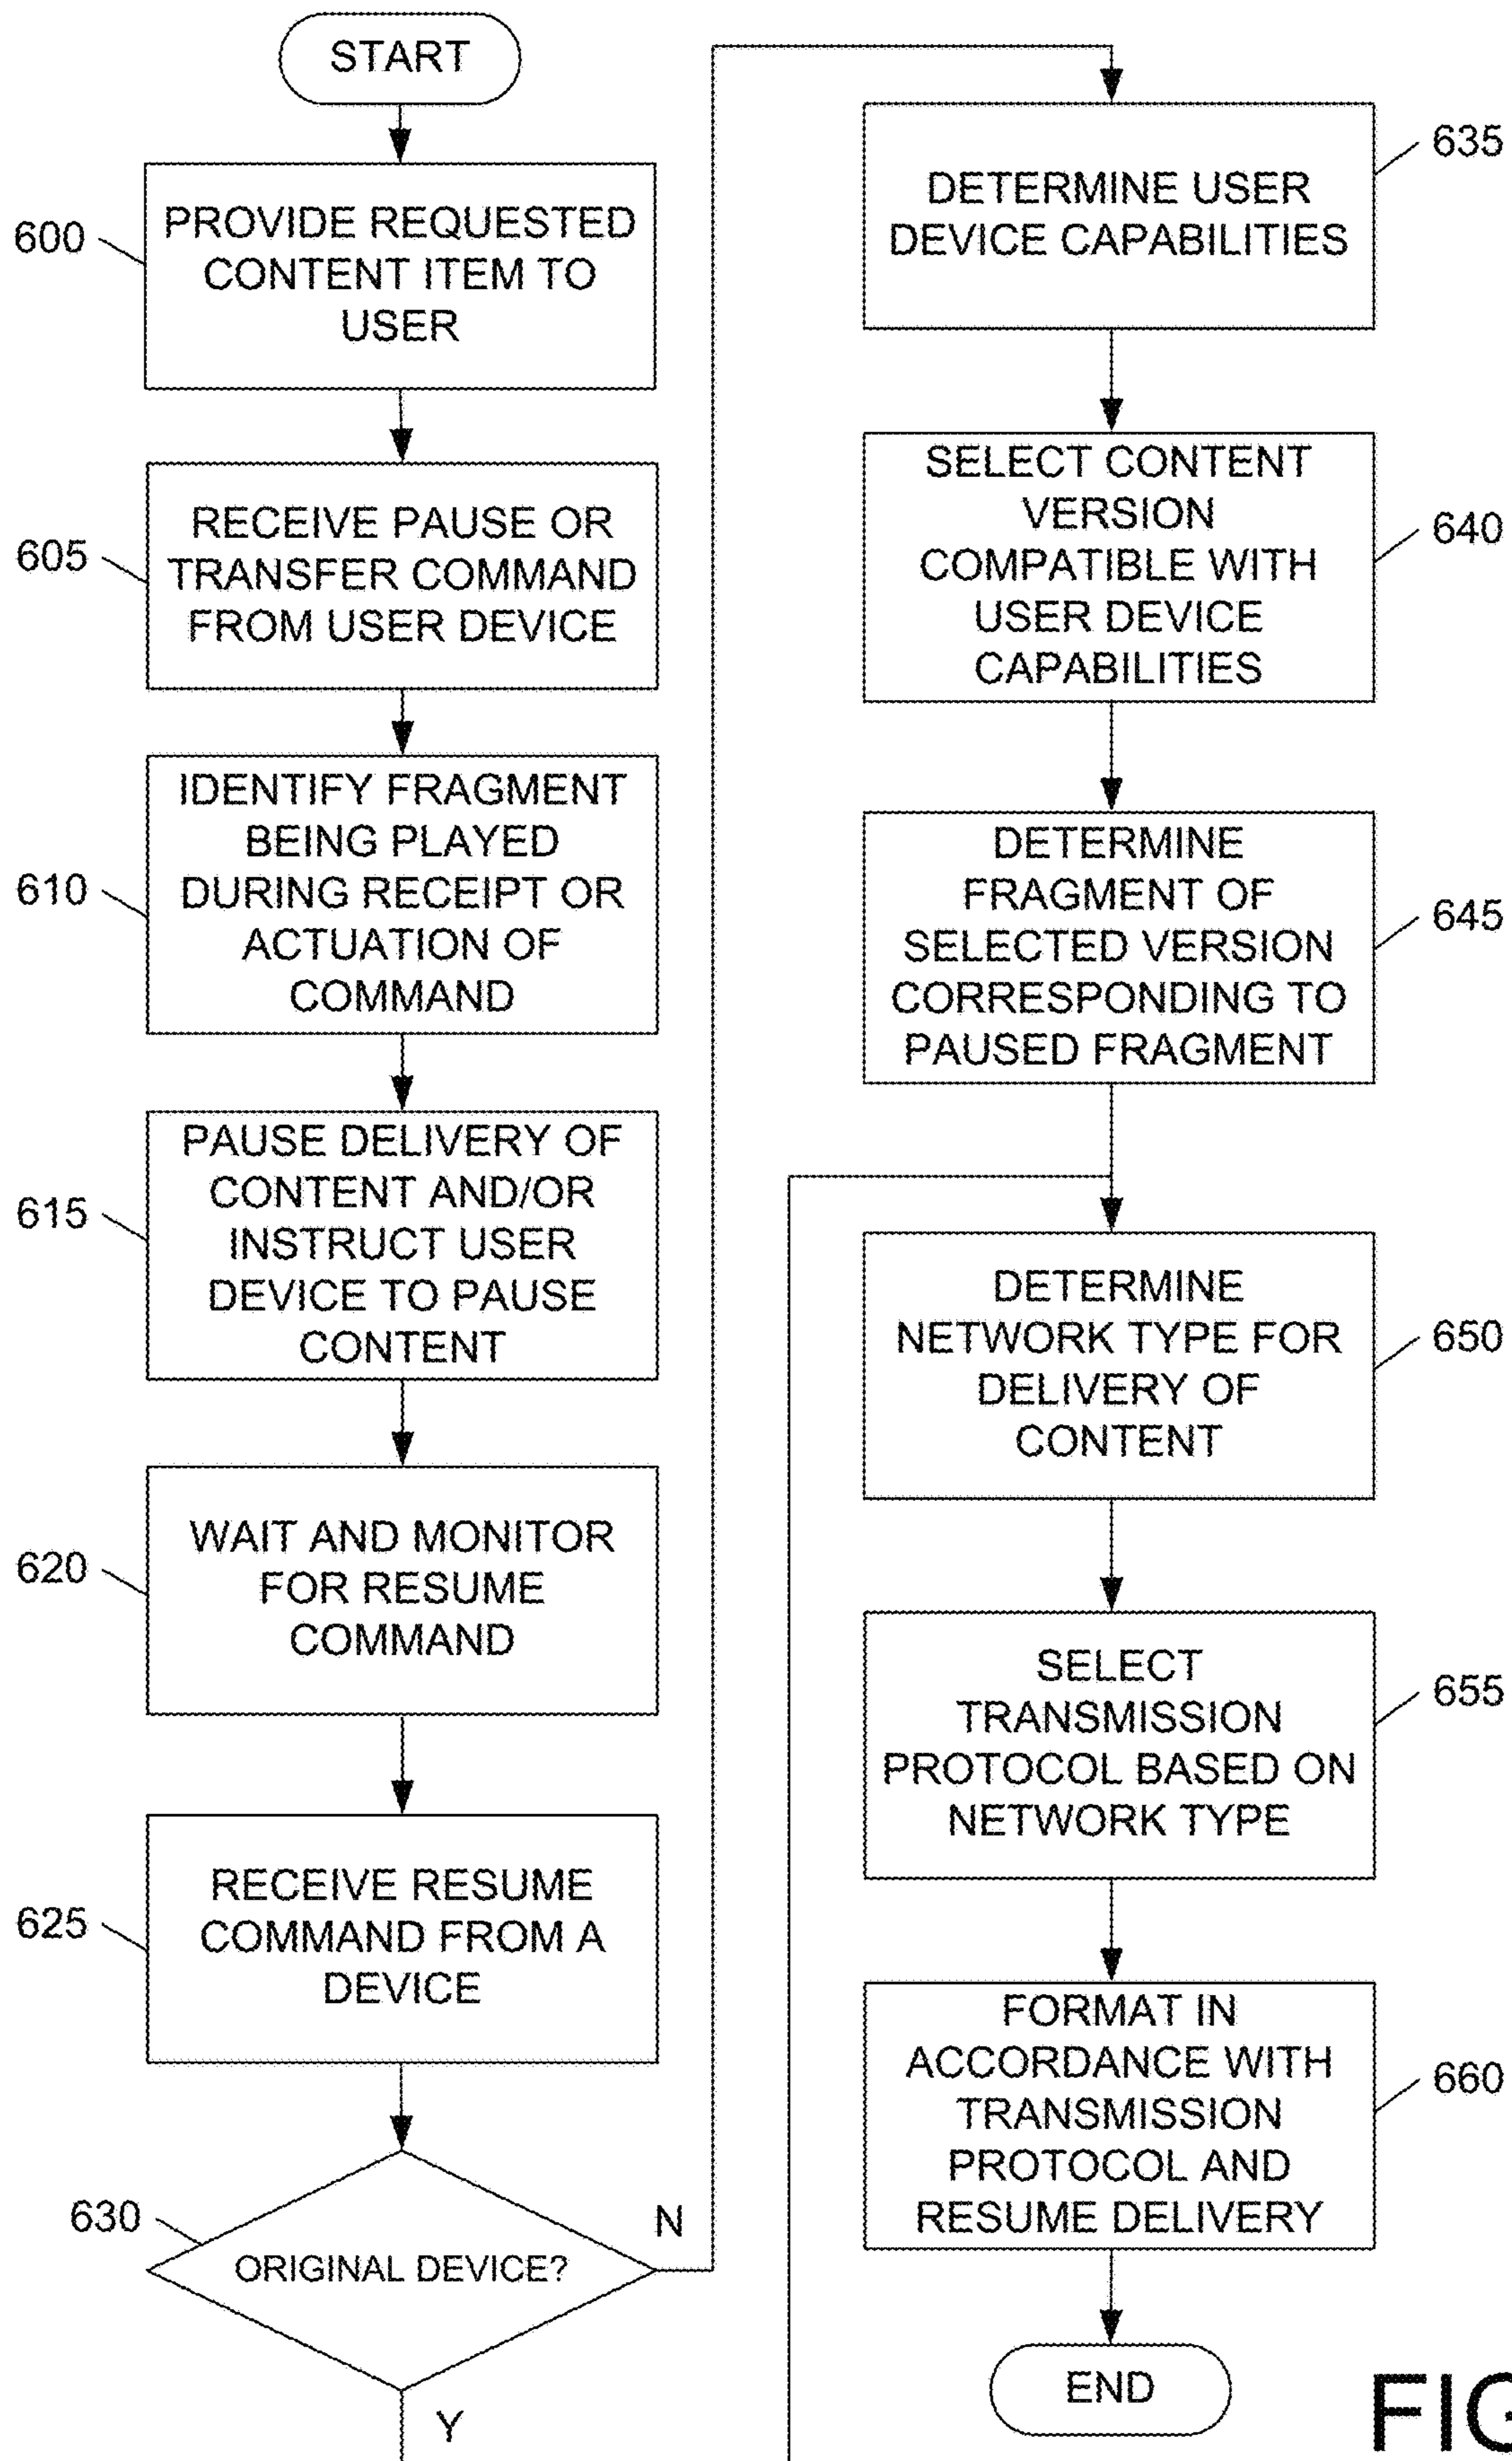 START
600
PROVIDE REQUESTED
CONTENT ITEM TO
USER
605
RECEIVE PAUSE OR
TRANSFER COMMAND
FROM USER DEVICE
610
IDENTIFY FRAGMENT
BEING PLAYED
DURING RECEIPT OR
ACTUATION OF
COMMAND
615
PAUSE DELIVERY OF
CONTENT AND/OR
INSTRUCT USER
DEVICE TO PAUSE
CONTENT
620
WAIT AND MONITOR
FOR RESUME
COMMAND
625
RECEIVE RESUME
COMMAND FROM A
DEVICE
630
ORIGINAL DEVICE?
N
Y
635
DETERMINE USER
DEVICE CAPABILITIES
640
SELECT CONTENT
VERSION
COMPATIBLE WITH
USER DEVICE
CAPABILITIES
645
DETERMINE
FRAGMENT OF
SELECTED VERSION
CORRESPONDING TO
PAUSED FRAGMENT
650
DETERMINE
NETWORK TYPE FOR
DELIVERY OF
CONTENT
655
SELECT
TRANSMISSION
PROTOCOL BASED ON
NETWORK TYPE
660
FORMAT IN
ACCORDANCE WITH
TRANSMISSION
PROTOCOL AND
RESUME DELIVERY
END
FIG